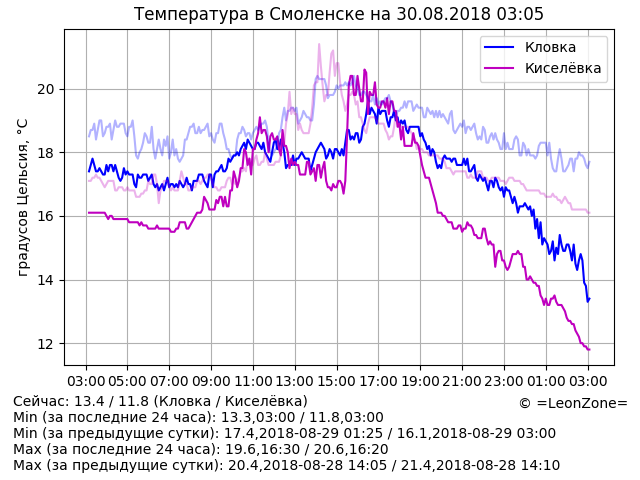 Температура в Смоленске на 30.08.2018 03:05
Кловка
Киселёвка
градусов Цельсия, °C
20
18
16
14
12
03:00 05:00 07:00 09:00 11:00 13:00 15:00 17:00 19:00 21:00 23:00 01:00 03:00
Сейчас: 13.4 / 11.8 (Кловка / Киселёвка)
© =LeonZone=
Min (за последние 24 часа): 13.3,03:00 / 11.8,03:00
Min (за предыдущие сутки): 17.4,2018-08-29 01:25 / 16.1,2018-08-29 03:00
Max (за последние 24 часа): 19.6,16:30 / 20.6,16:20
Max (за предыдущие сутки): 20.4,2018-08-28 14:05 / 21.4,2018-08-28 14:10